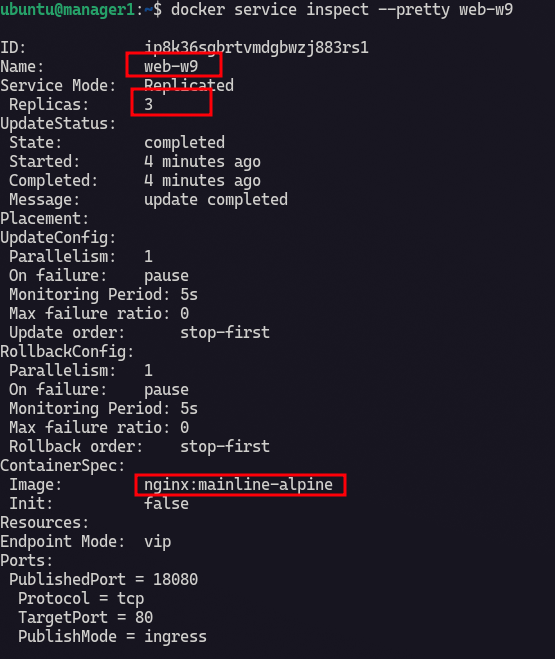 ubuntu@manager1:~$ docker service inspect --pretty web-w9
ID:             ip8k36sgbrtvmdgbwzj883rs1
Name:           web-w9
Service Mode:   Replicated
 Replicas:      3
UpdateStatus:
 State:         completed
 Started:       4 minutes ago
 Completed:     4 minutes ago
 Message:       update completed
Placement:
UpdateConfig:
 Parallelism:   1
 On failure:    pause
 Monitoring Period: 5s
 Max failure ratio: 0
 Update order:      stop-first
RollbackConfig:
 Parallelism:   1
 On failure:    pause
 Monitoring Period: 5s
 Max failure ratio: 0
 Rollback order:    stop-first
ContainerSpec:
 Image:         nginx:mainline-alpine
 Init:          false
Resources:
Endpoint Mode:  vip
Ports:
 PublishedPort = 18080
  Protocol = tcp
  TargetPort = 80
  PublishMode = ingress